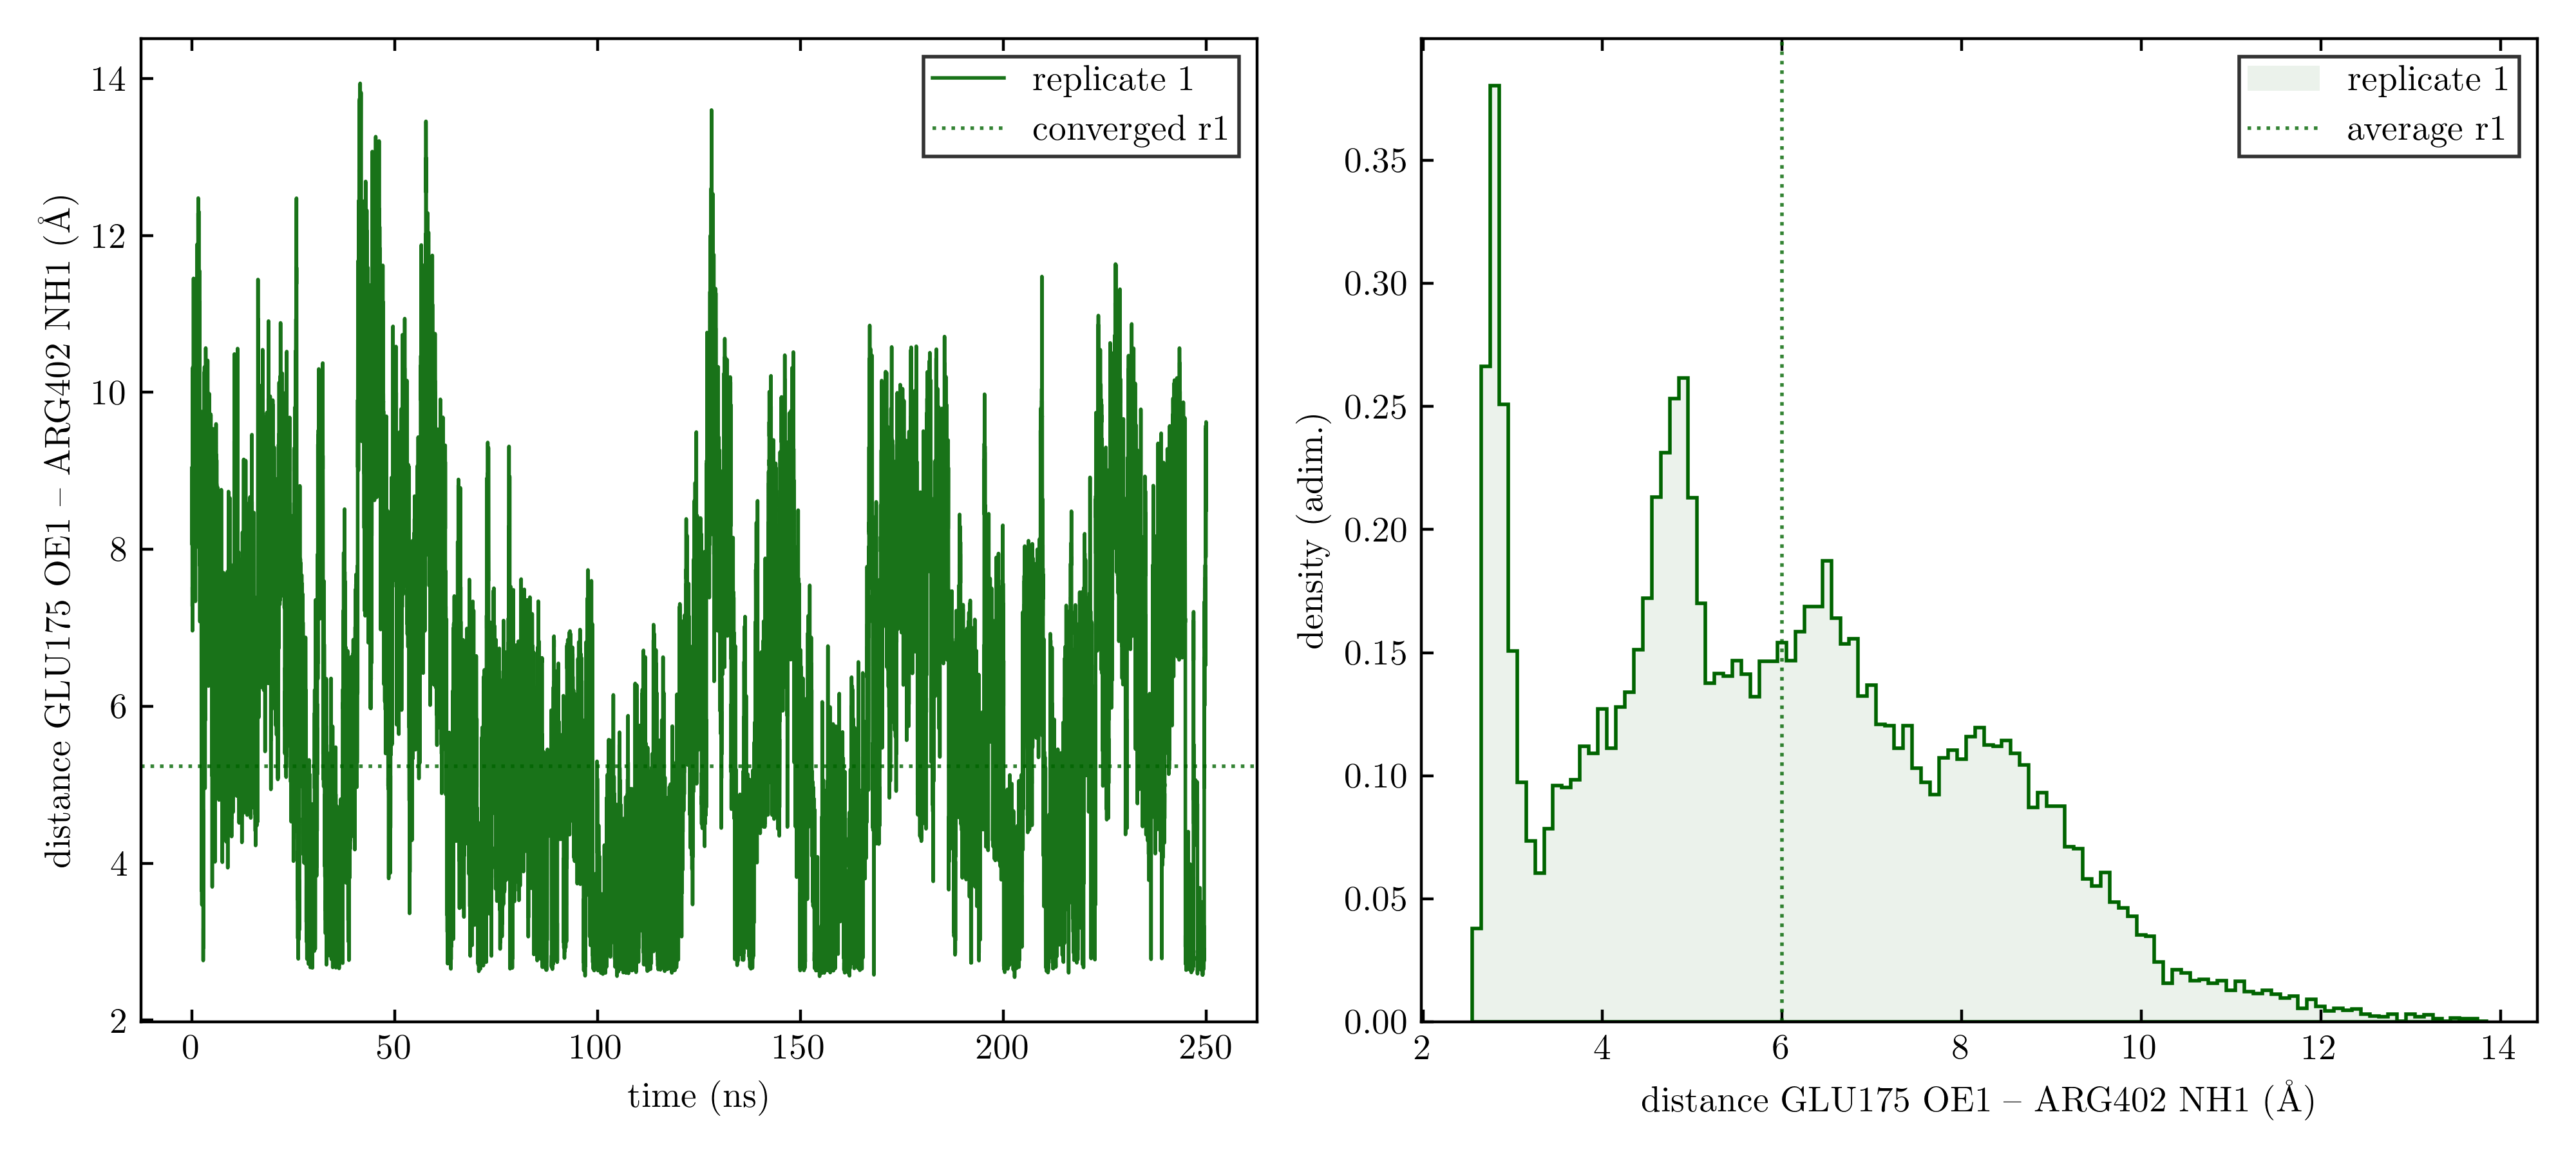 14
12
10
8
6
4
2
distance GLU175 OE1 – ARG402 NH1 (Å)
replicate 1
converged r1
0 50 100 150 200 250
time (ns)
0.35
0.30
0.25
0.20
0.15
0.10
0.05
0.00
density (adim.)
replicate 1
average r1
2 4 6 8 10 12 14
distance GLU175 OE1 – ARG402 NH1 (Å)